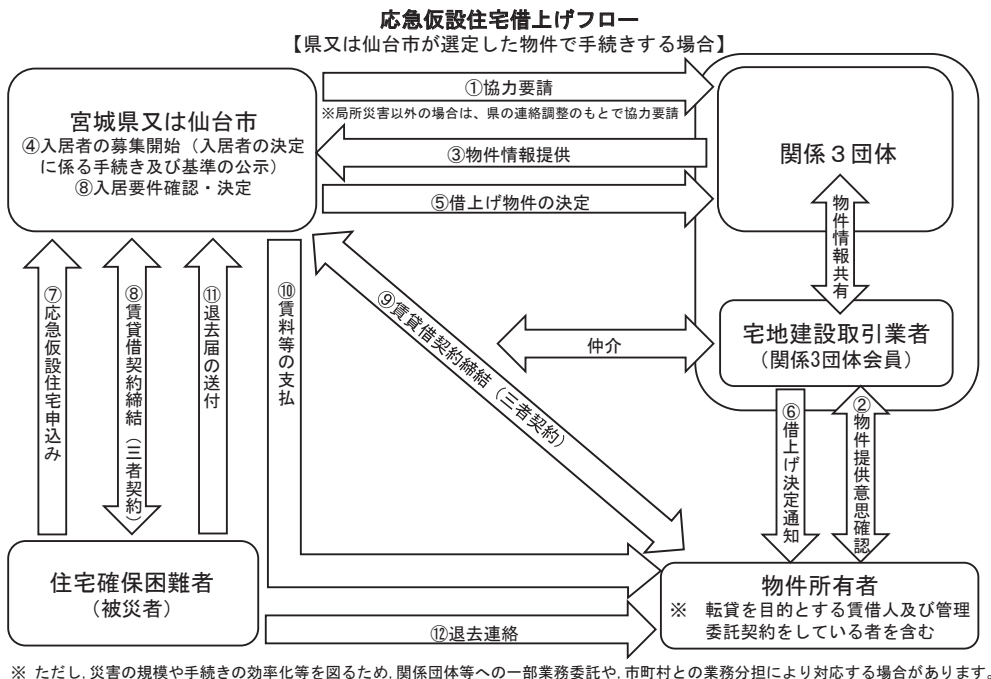 応急仮設住宅借上げフロー
【県又は仙台市が選定した物件で手続きする場合】
①協力要請
※局所災害以外の場合は、県の連絡調整のもとで協力要請
宮城県又は仙台市
④入居者の募集開始（入居者の決定
に係る手続き及び基準の公示）
⑧入居要件確認・決定
③物件情報提供
⑤借上げ物件の決定
関係３団体
物件情報共有
宅地建設取引業者
（関係3団体会員）
仲介
⑦応急仮設住宅申込み
⑧賃貸借契約締結（三者契約）
⑪退去届の送付
⑩賃料等の支払
⑨賃貸借契約締結（三者契約）
⑥借上げ決定通知
②物件提供意思確認
住宅確保困難者
（被災者）
⑫退去連絡
物件所有者
※　転貸を目的とする賃借人及び管理
委託契約をしている者を含む
※ ただし,災害の規模や手続きの効率化等を図るため,関係団体等への一部業務委託や,市町村との業務分担により対応する場合があります。